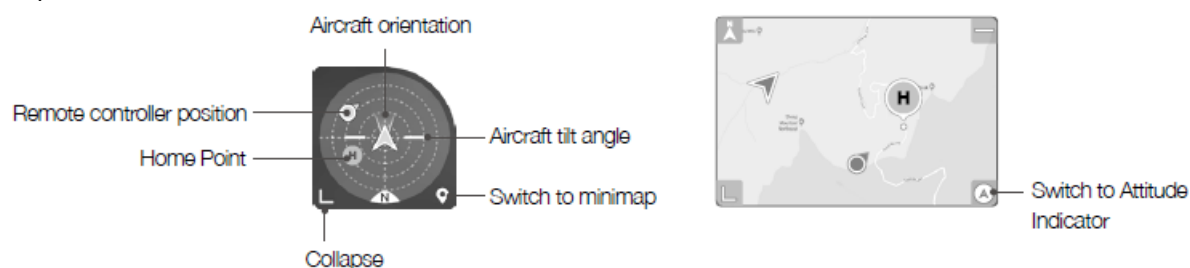 Aircraft orientation
Remote controller position
Home Point
Aircraft tilt angle
Switch to minimap
Collapse
H
N
N
H
A
Switch to Attitude
Indicator